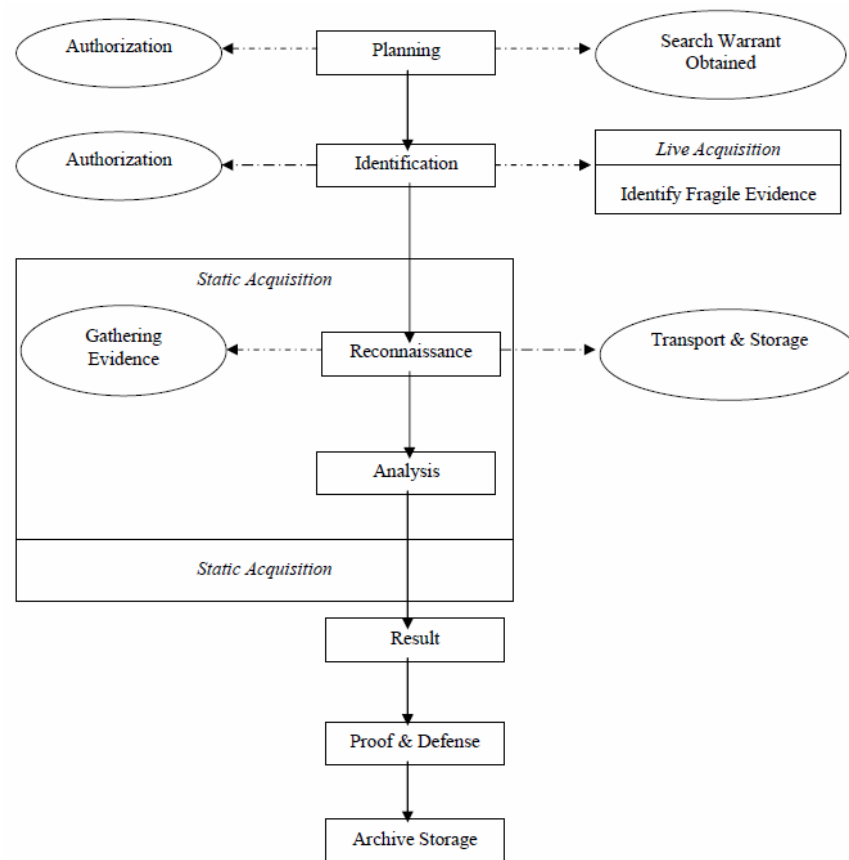 Authorization
Planning
Search Warrant
Obtained
Authorization
Identification
Live Acquisition
Identify Fragile Evidence
Static Acquisition
Gathering
Evidence
Reconnaissance
Transport & Storage
Analysis
Static Acquisition
Result
Proof & Defense
Archive Storage